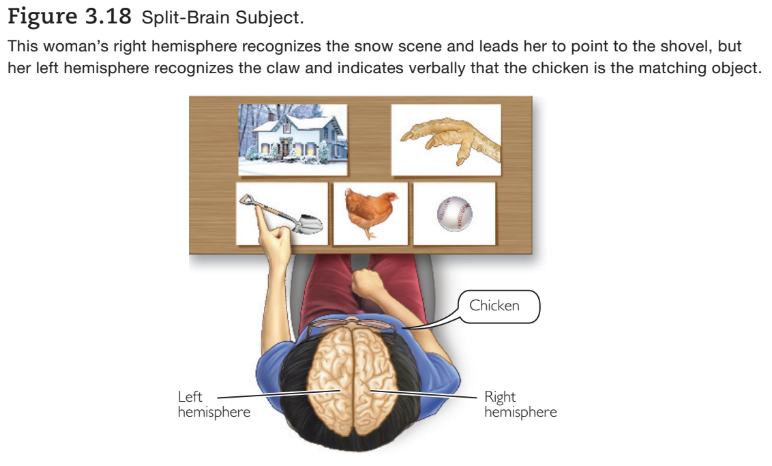 Figure 3.18 Split-Brain Subject.
This woman's right hemisphere recognizes the snow scene and leads her to point to the shovel, but
her left hemisphere recognizes the claw and indicates verbally that the chicken is the matching object.
Chicken
Left
hemisphere
Right
hemisphere